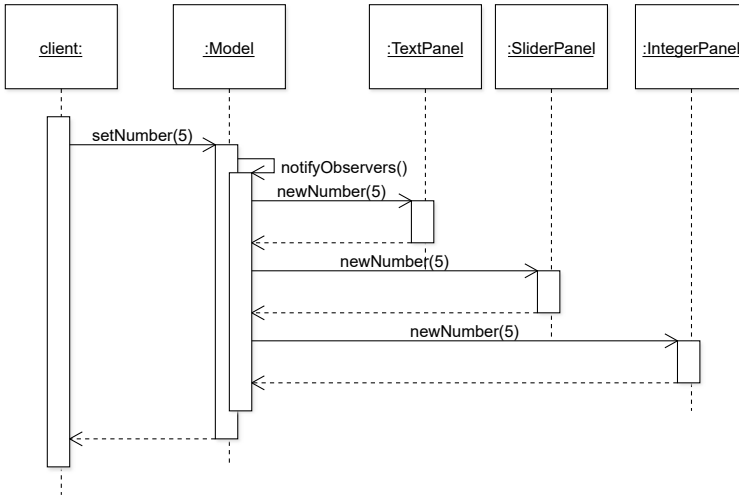 client:
:Model
:TextPanel
:SliderPanel
:IntegerPanel
setNumber(5)
notifyObservers()
newNumber(5)
newNumber(5)
newNumber(5)